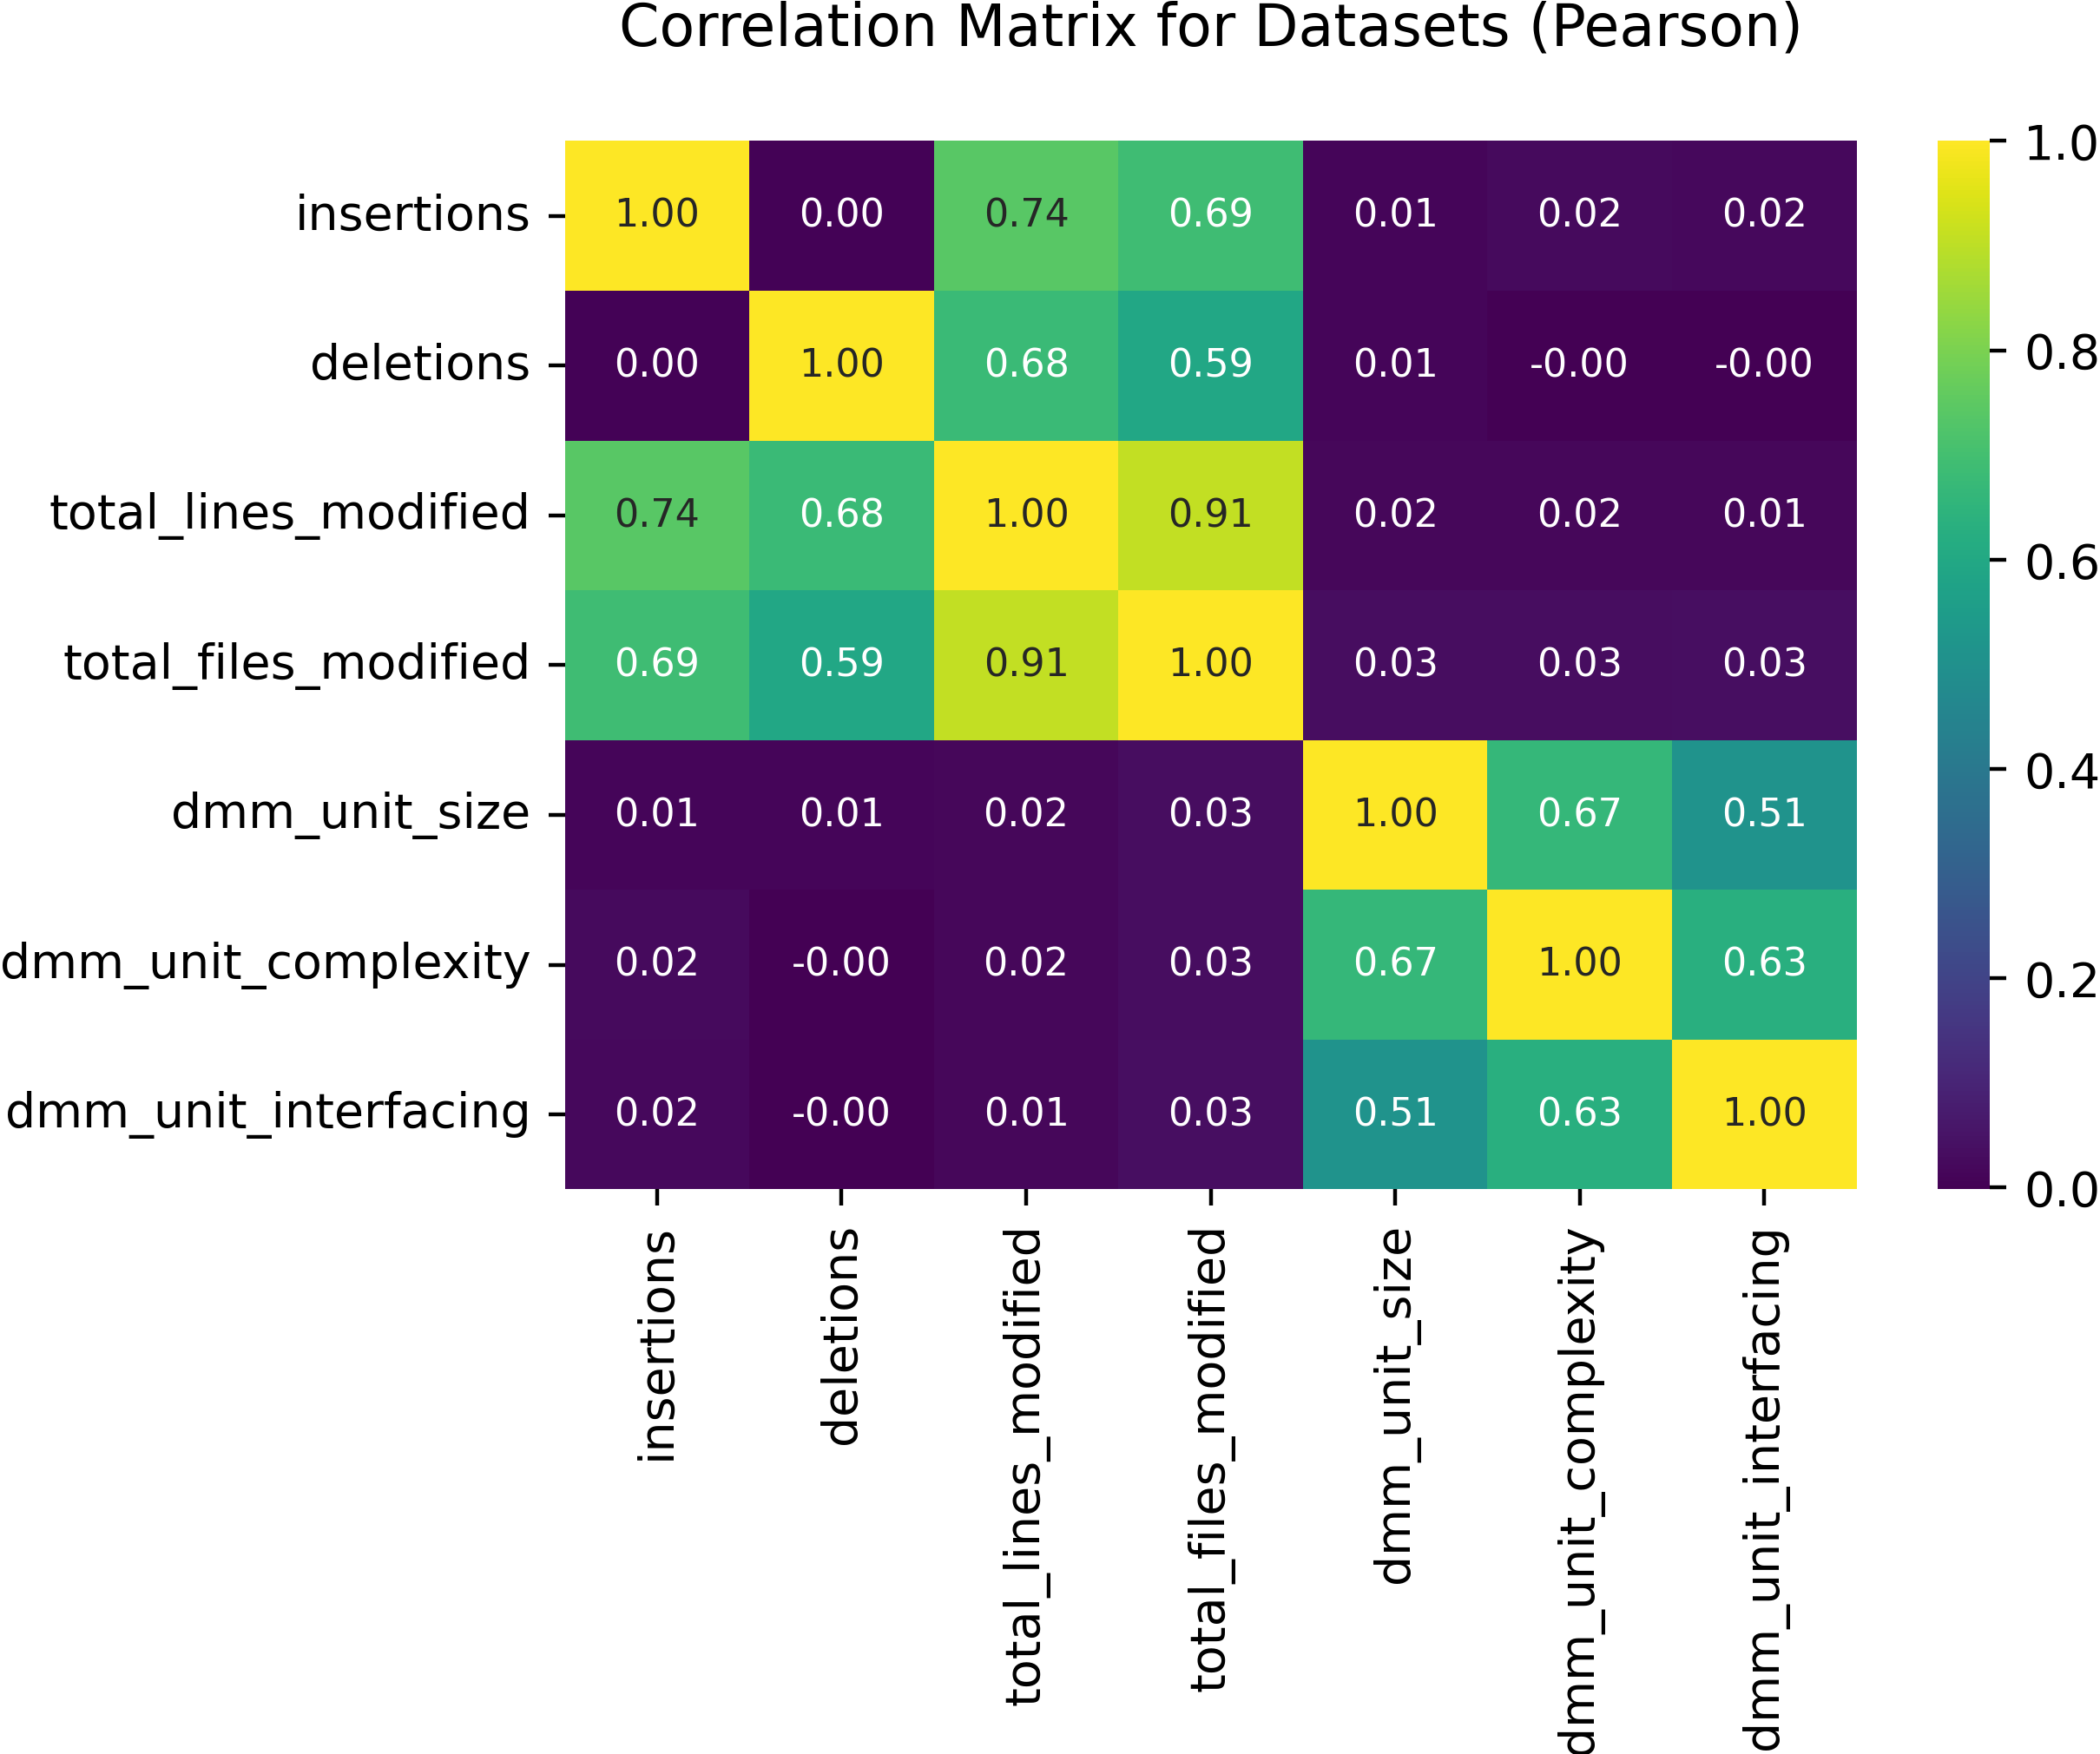 Correlation Matrix for Datasets (Pearson)
insertions 1.00 0.00 0.74 0.69 0.01 0.02 0.02
deletions 0.00 1.00 0.68 0.59 0.01 -0.00 -0.00
total_lines_modified 0.74 0.68 1.00 0.91 0.02 0.02 0.01
total_files_modified 0.69 0.59 0.91 1.00 0.03 0.03 0.03
dmm_unit_size 0.01 0.01 0.02 0.03 1.00 0.67 0.51
dmm_unit_complexity 0.02 -0.00 0.02 0.03 0.67 1.00 0.63
dmm_unit_interfacing 0.02 -0.00 0.01 0.03 0.51 0.63 1.00
insertions
deletions
total_lines_modified
total_files_modified
dmm_unit_size
dmm_unit_complexity
dmm_unit_interfacing
1.0
0.8
0.6
0.4
0.2
0.0